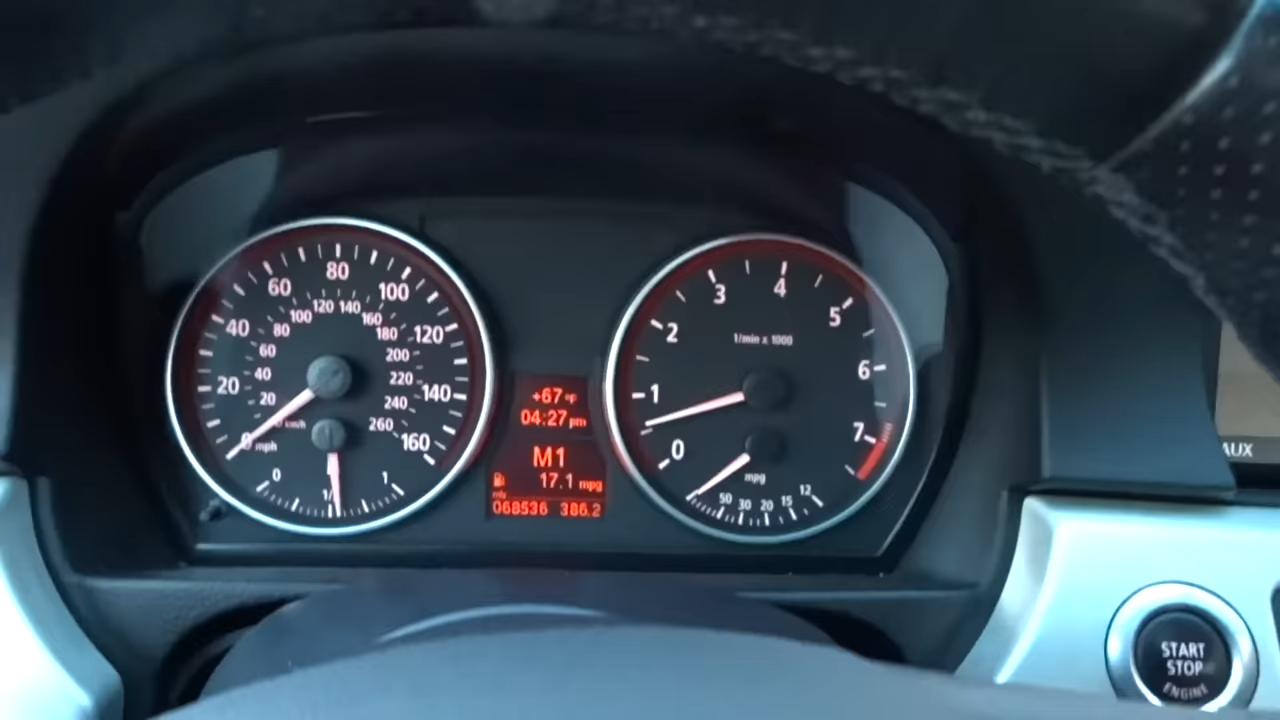 20 40 60 80 100 120 140 160
20 40 60 80 100 120 140 160 180 200 220 240 260
0 km/h
0 mph
0 1/ 1
+67°F
04:27 pm
M1
17.1 mpg
mls
068536 386.2
0 1 2 3 4 5 6 7
1/min x 1000
mpg
50 30 20 15 12
AUX
START
STOP
ENGINE